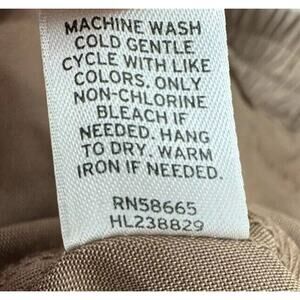 MACHINE WASH
COLD GENTLE
CYCLE WITH LIKE
COLORS. ONLY
NON-CHLORINE
BLEACH IF
NEEDED. HANG
TO DRY. WARM
IRON IF NEEDED.
RN58665
HL238829